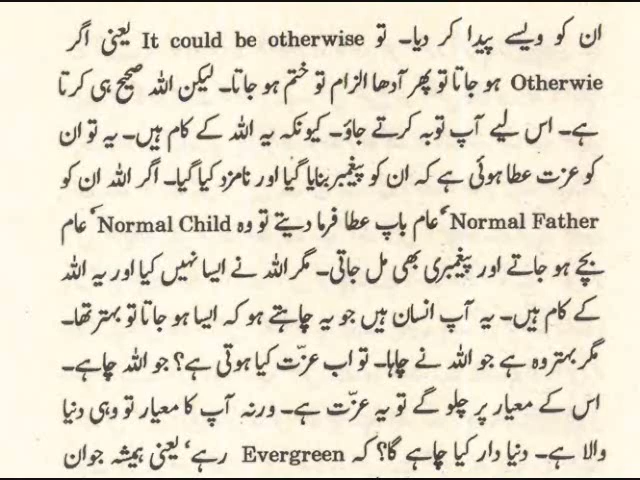 ان کو ویسے پیدا کر دیا۔ تو It could be otherwise یعنی اگر
Otherwie ہو جاتا تو پھر آدھا الزام تو ختم ہو جاتا۔ لیکن اللہ صحیح ہی کرتا
ہے۔ اس لیے آپ توبہ کرتے جاؤ۔ کیونکہ یہ اللہ کے کام ہیں۔ یہ تو ان
کو عزت عطا ہوئی ہے کہ ان کو پیغمبر بنایا گیا اور نامزد کیا گیا۔ اگر اللہ ان کو
Normal Father‘ عام باپ عطا فرما دیتے تو وہ Normal Child‘ عام
بچے ہو جاتے اور پیغمبری بھی مل جاتی۔ مگر اللہ نے ایسا نہیں کیا اور یہ اللہ
کے کام ہیں۔ یہ آپ انسان ہیں جو یہ چاہتے ہو کہ ایسا ہو جاتا تو بہتر تھا۔
مگر بہتر وہ ہے جو اللہ نے چاہا۔ تو اب عزّت کیا ہوتی ہے؟ جو اللہ چاہے۔
اس کے معیار پر چلو گے تو یہ عزّت ہے۔ ورنہ آپ کا معیار تو وہی دنیا
والا ہے۔ دنیا دار کیا چاہے گا؟ کہ Evergreen رہے‘ یعنی ہمیشہ جوان